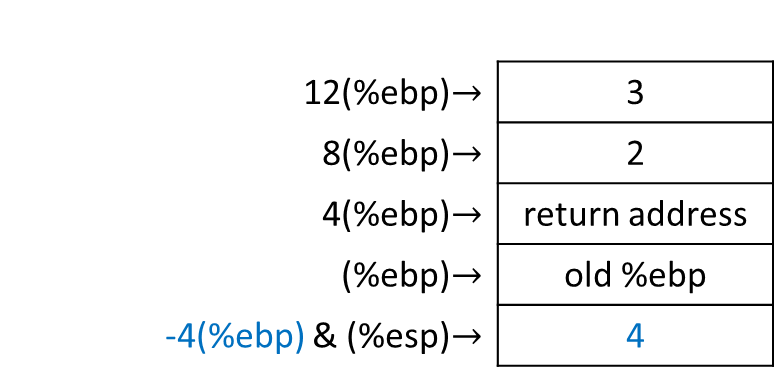 12(%ebp)→ 3
8(%ebp)→ 2
4(%ebp)→ return address
(%ebp)→ old %ebp
-4(%ebp) & (%esp)→ 4